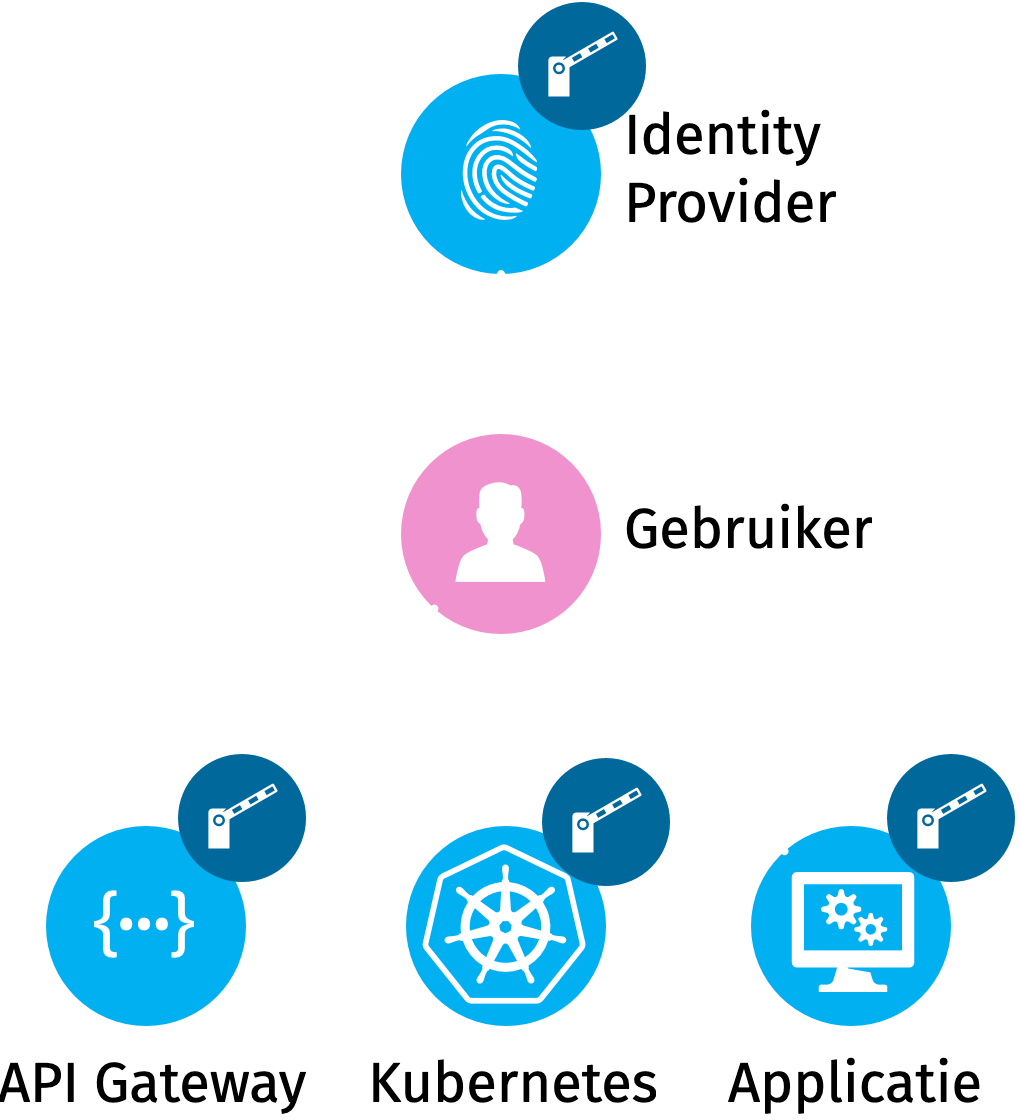 Identity
Provider
Gebruiker
API Gateway
Kubernetes
Applicatie